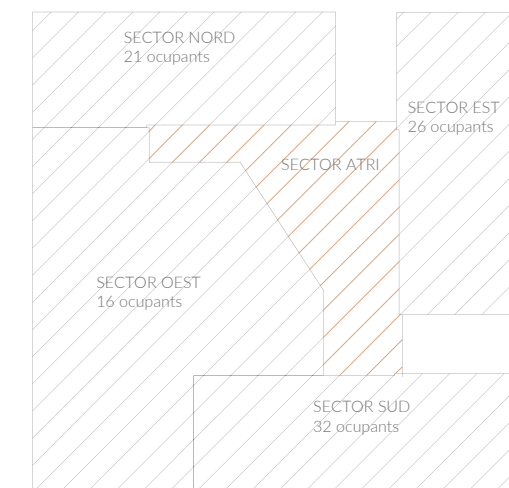 SECTOR NORD
21 ocupants
SECTOR EST
26 ocupants
SECTOR ATRI
SECTOR OEST
16 ocupants
SECTOR SUD
32 ocupants